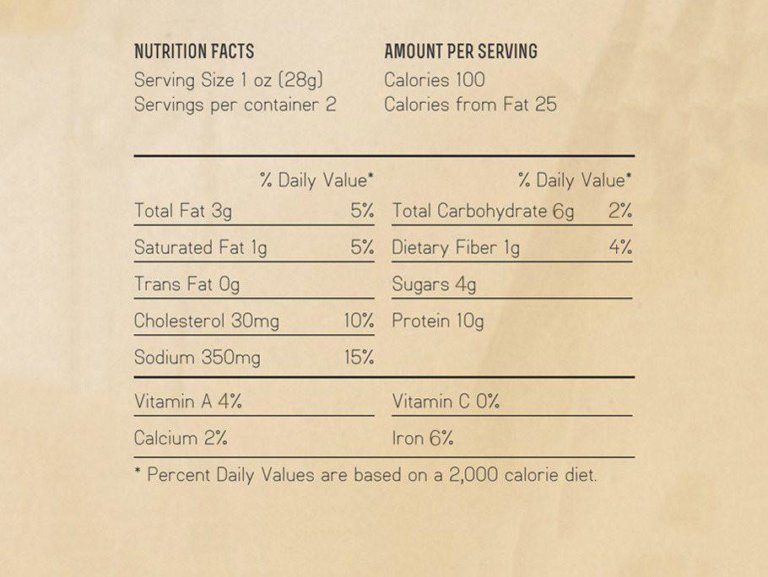 NUTRITION FACTS
Serving Size 1 oz (28g)
Servings per container 2
AMOUNT PER SERVING
Calories 100
Calories from Fat 25
% Daily Value*
Total Fat 3g 5%
Saturated Fat 1g 5%
Trans Fat 0g
Cholesterol 30mg 10%
Sodium 350mg 15%
% Daily Value*
Total Carbohydrate 6g 2%
Dietary Fiber 1g 4%
Sugars 4g
Protein 10g
Vitamin A 4%
Vitamin C 0%
Calcium 2%
Iron 6%
* Percent Daily Values are based on a 2,000 calorie diet.